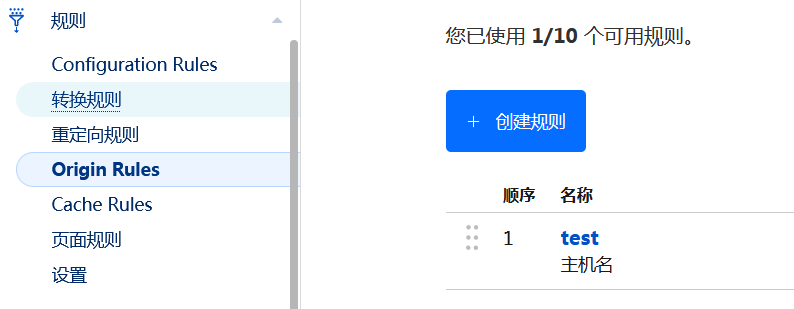 规则
Configuration Rules
转换规则
重定向规则
Origin Rules
Cache Rules
页面规则
设置
您已使用 1/10 个可用规则。
+ 创建规则
顺序 名称
1 test
主机名